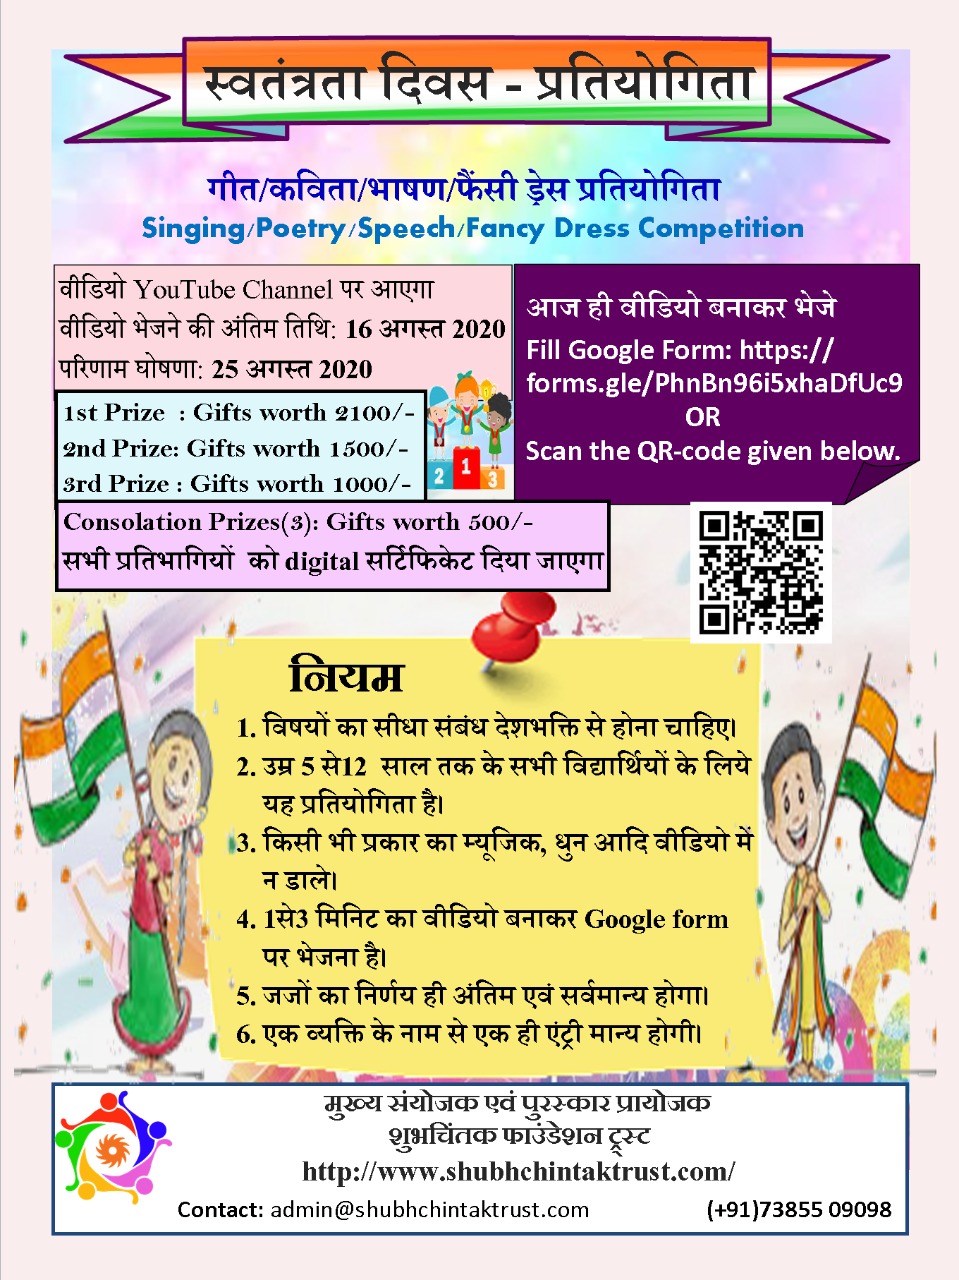 स्वतंत्रता दिवस - प्रतियोगिता
गीत/कविता/भाषण/फैंसी ड्रेस प्रतियोगिता
Singing/Poetry/Speech/Fancy Dress Competition
वीडियो YouTube Channel पर आएगा
वीडियो भेजने की अंतिम तिथि: 16 अगस्त 2020
परिणाम घोषणा: 25 अगस्त 2020
1st Prize : Gifts worth 2100/-
2nd Prize: Gifts worth 1500/-
3rd Prize : Gifts worth 1000/-
2 1 3
Consolation Prizes(3): Gifts worth 500/-
सभी प्रतिभागियों को digital सर्टिफिकेट दिया जाएगा
आज ही वीडियो बनाकर भेजे
Fill Google Form: https://
forms.gle/PhnBn96i5xhaDfUc9
OR
Scan the QR-code given below.
नियम
1. विषयों का सीधा संबंध देशभक्ति से होना चाहिए।
2. उम्र 5 से12 साल तक के सभी विद्यार्थियों के लिये
यह प्रतियोगिता है।
3. किसी भी प्रकार का म्यूजिक, धुन आदि वीडियो में
न डाले।
4. 1से3 मिनिट का वीडियो बनाकर Google form
पर भेजना है।
5. जजों का निर्णय ही अंतिम एवं सर्वमान्य होगा।
6. एक व्यक्ति के नाम से एक ही एंट्री मान्य होगी।
मुख्य संयोजक एवं पुरस्कार प्रायोजक
शुभचिंतक फाउंडेशन ट्रस्ट
http://www.shubhchintaktrust.com/
Contact: admin@shubhchintaktrust.com (+91)73855 09098